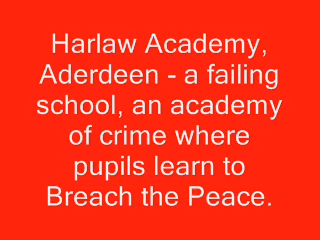 Harlaw Academy,
Aderdeen - a failing
school, an academy
of crime where
pupils learn to
Breach the Peace.